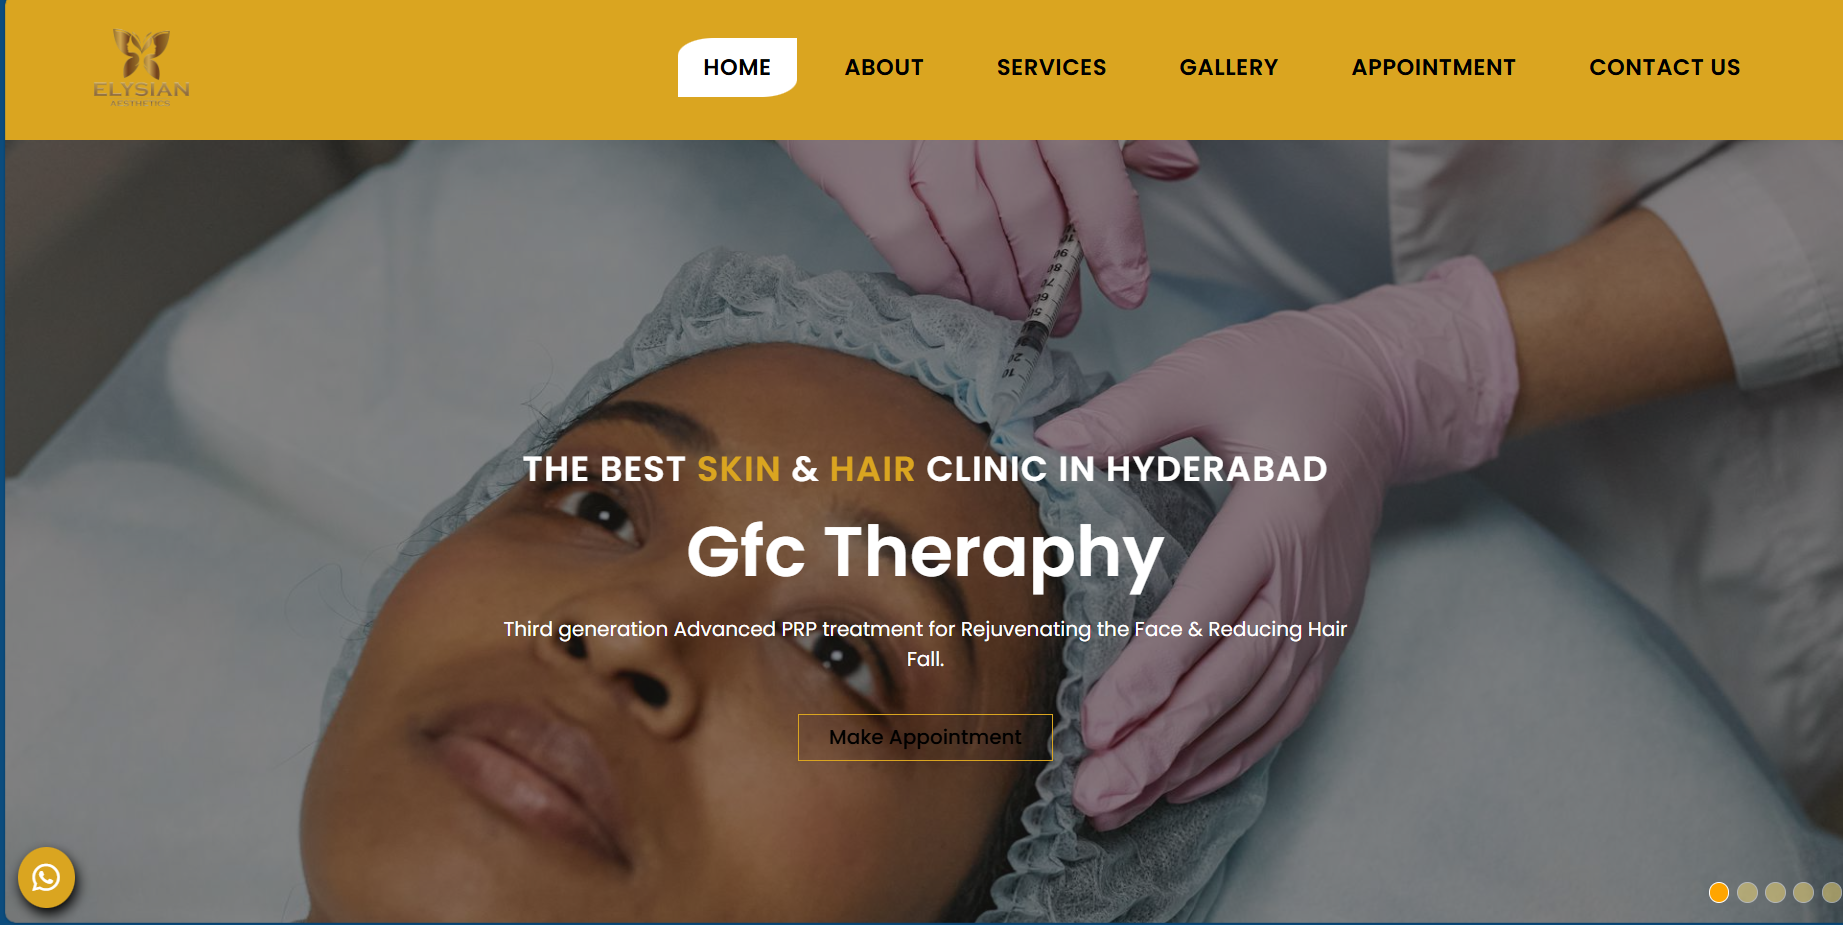 ELYSIAN
AESTHETICS
HOME
ABOUT
SERVICES
GALLERY
APPOINTMENT
CONTACT US
THE BEST SKIN & HAIR CLINIC IN HYDERABAD
Gfc Theraphy
Third generation Advanced PRP treatment for Rejuvenating the Face & Reducing Hair
Fall.
Make Appointment